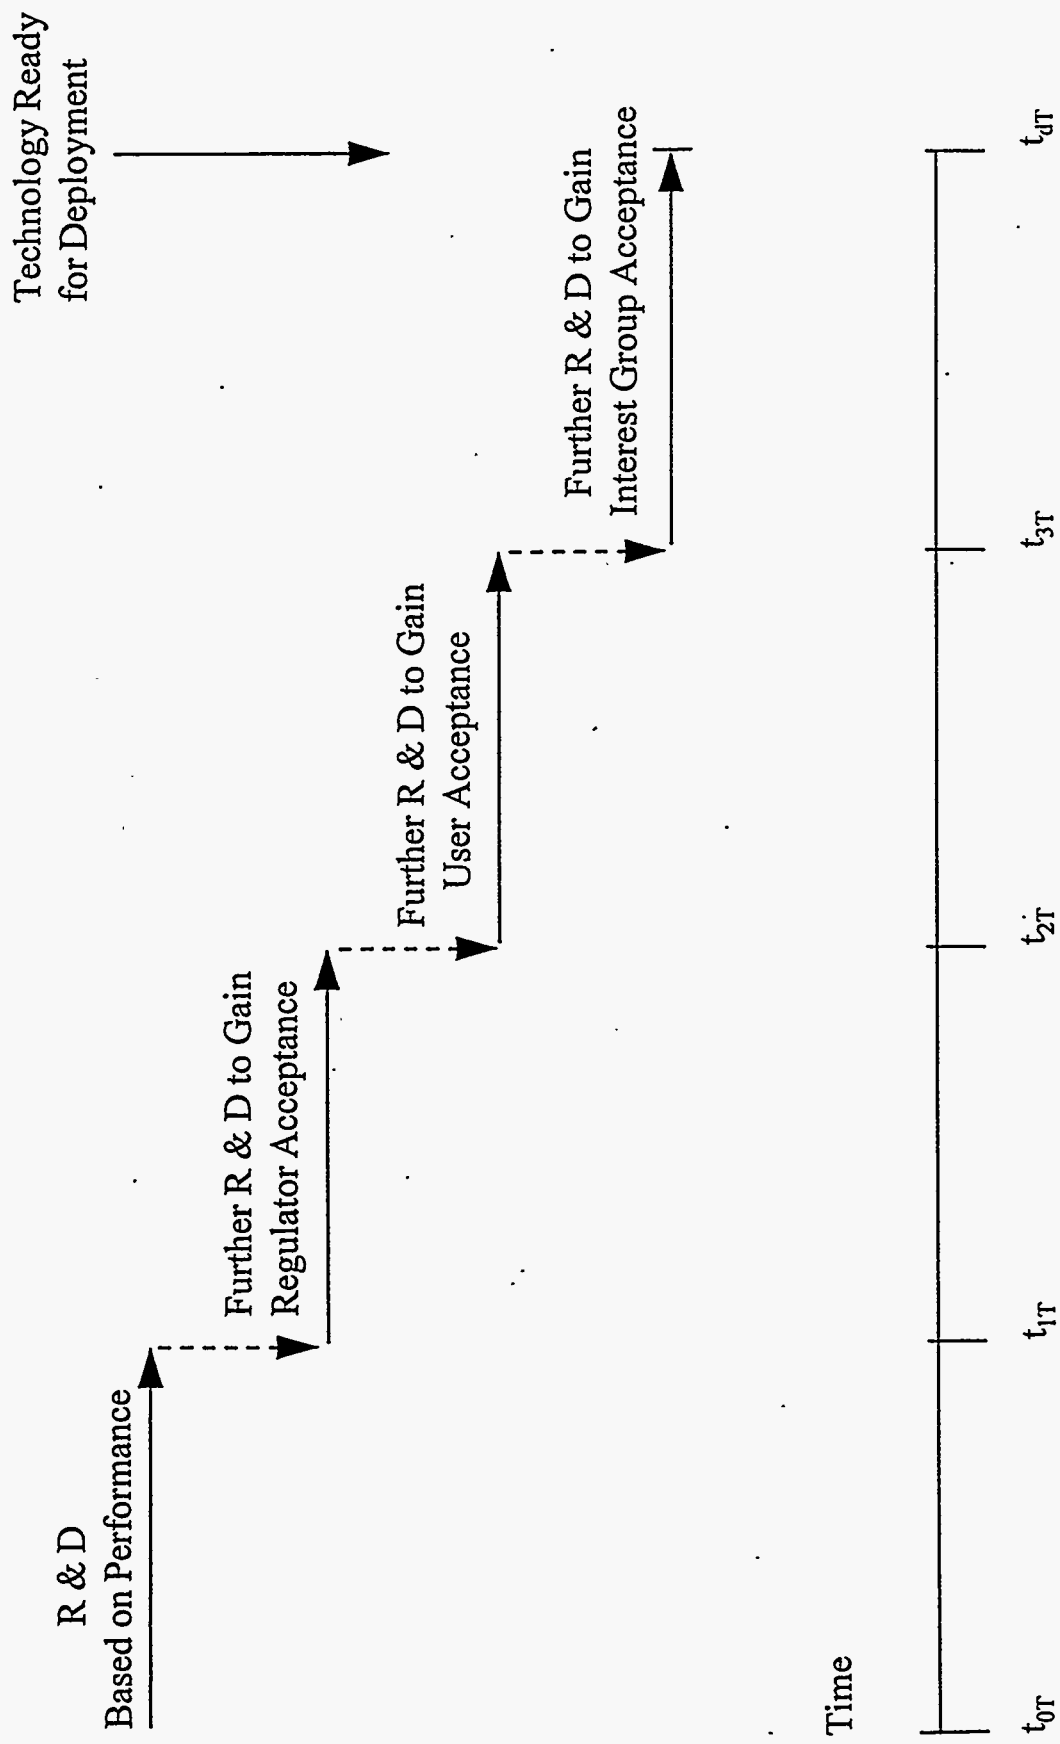 Technology Ready
for Deployment
R & D
Based on Performance
Further R & D to Gain
Regulator Acceptance
Further R & D to Gain
User Acceptance
Further R & D to Gain
Interest Group Acceptance
Time
t0T
t1T
t2T
t3T
tdT